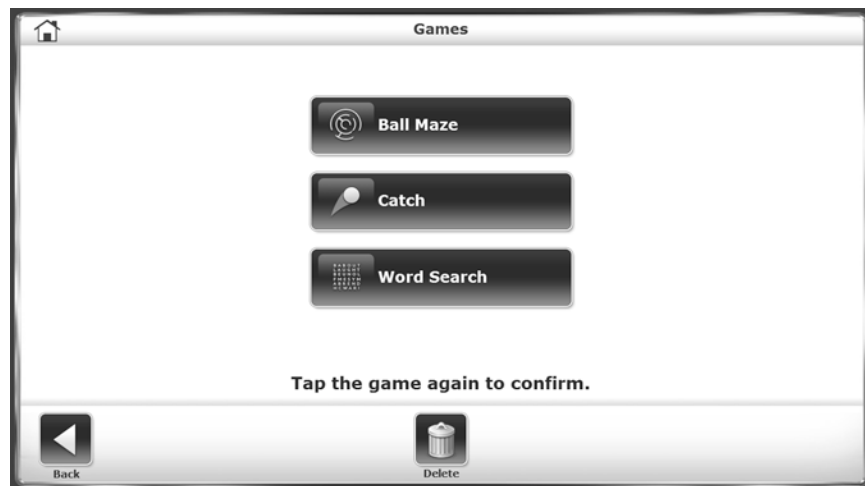 Games
Ball Maze
Catch
Word Search
Tap the game again to confirm.
Back
Delete